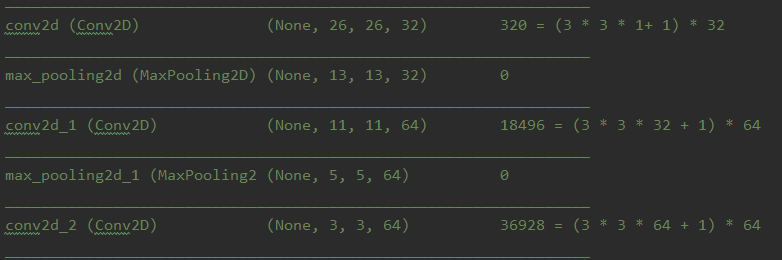 conv2d (Conv2D) (None, 26, 26, 32) 320 = (3 * 3 * 1+ 1) * 32
max_pooling2d (MaxPooling2D) (None, 13, 13, 32) 0
conv2d_1 (Conv2D) (None, 11, 11, 64) 18496 = (3 * 3 * 32 + 1) * 64
max_pooling2d_1 (MaxPooling2 (None, 5, 5, 64) 0
conv2d_2 (Conv2D) (None, 3, 3, 64) 36928 = (3 * 3 * 64 + 1) * 64